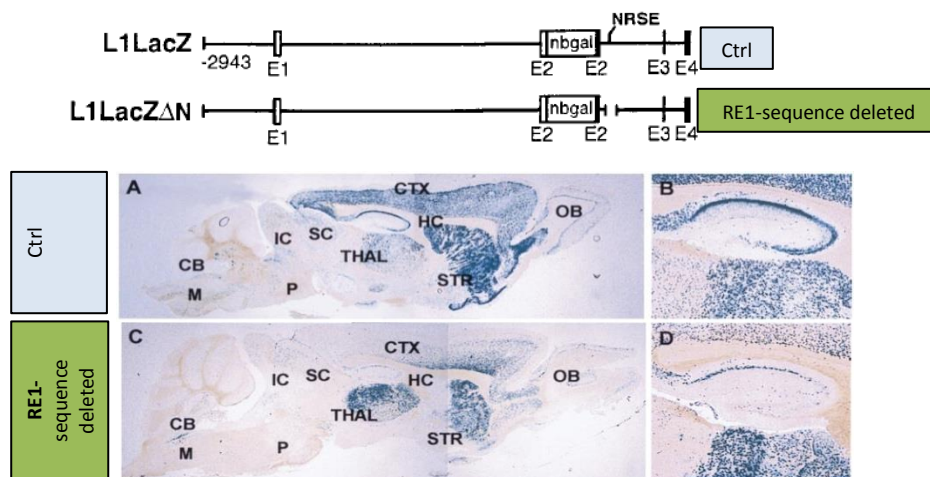 NRSE
L1LacZ
nbgal
Ctrl
-2943
E1
E2
E2
E3
E4
L1LacZΔN
nbgal
RE1-sequence deleted
E1
E2
E2
E3
E4
Ctrl
A
CTX
OB
HC
IC
SC
THAL
CB
STR
M
P
B
RE1-
sequence
deleted
C
CTX
IC
SC
HC
OB
THAL
CB
STR
M
P
D